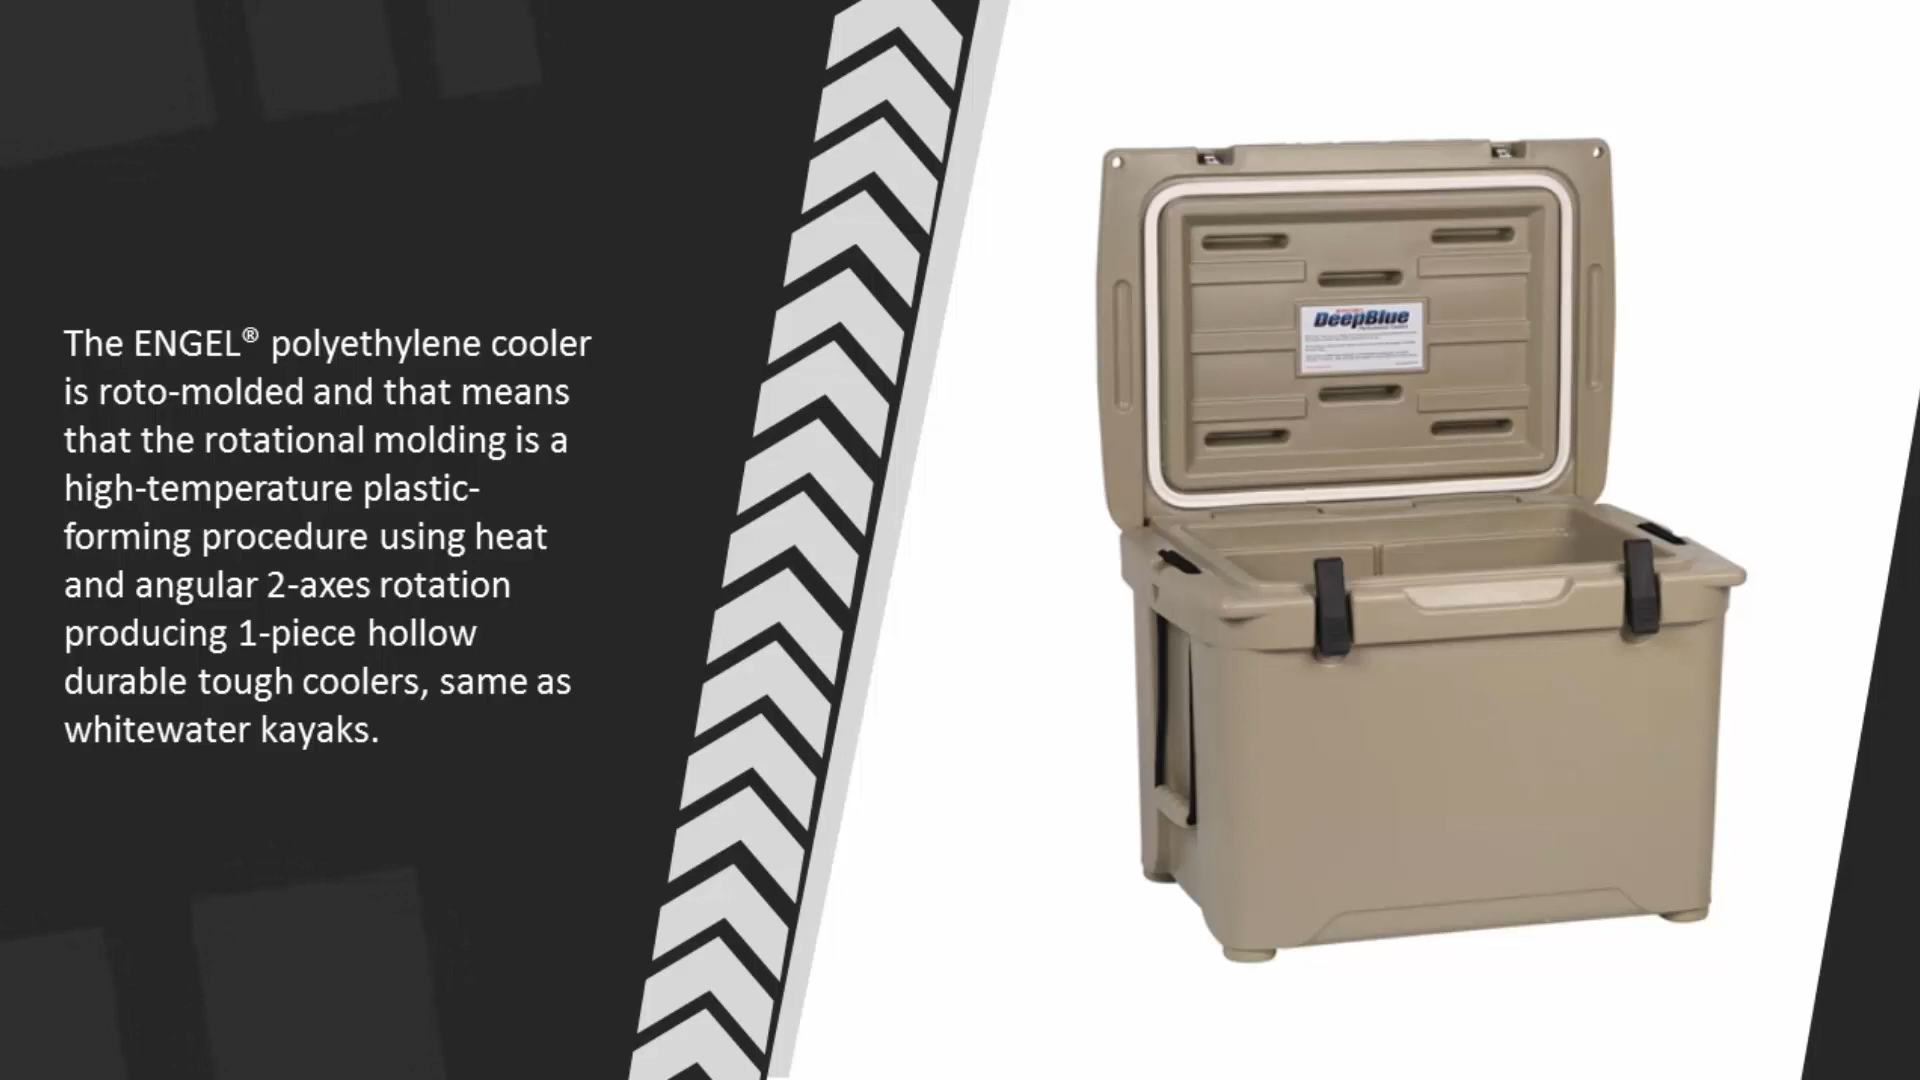 The ENGEL® polyethylene cooler
is roto-molded and that means
that the rotational molding is a
high-temperature plastic-
forming procedure using heat
and angular 2-axes rotation
producing 1-piece hollow
durable tough coolers, same as
whitewater kayaks.
DeepBlue